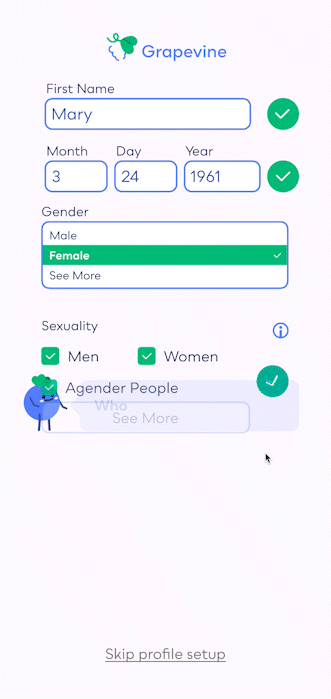 Grapevine
First Name
Mary
Month Day Year
3 24 1961
Gender
Male
Female
See More
Sexuality
Men Women
Agender People
Who
See More
Skip profile setup